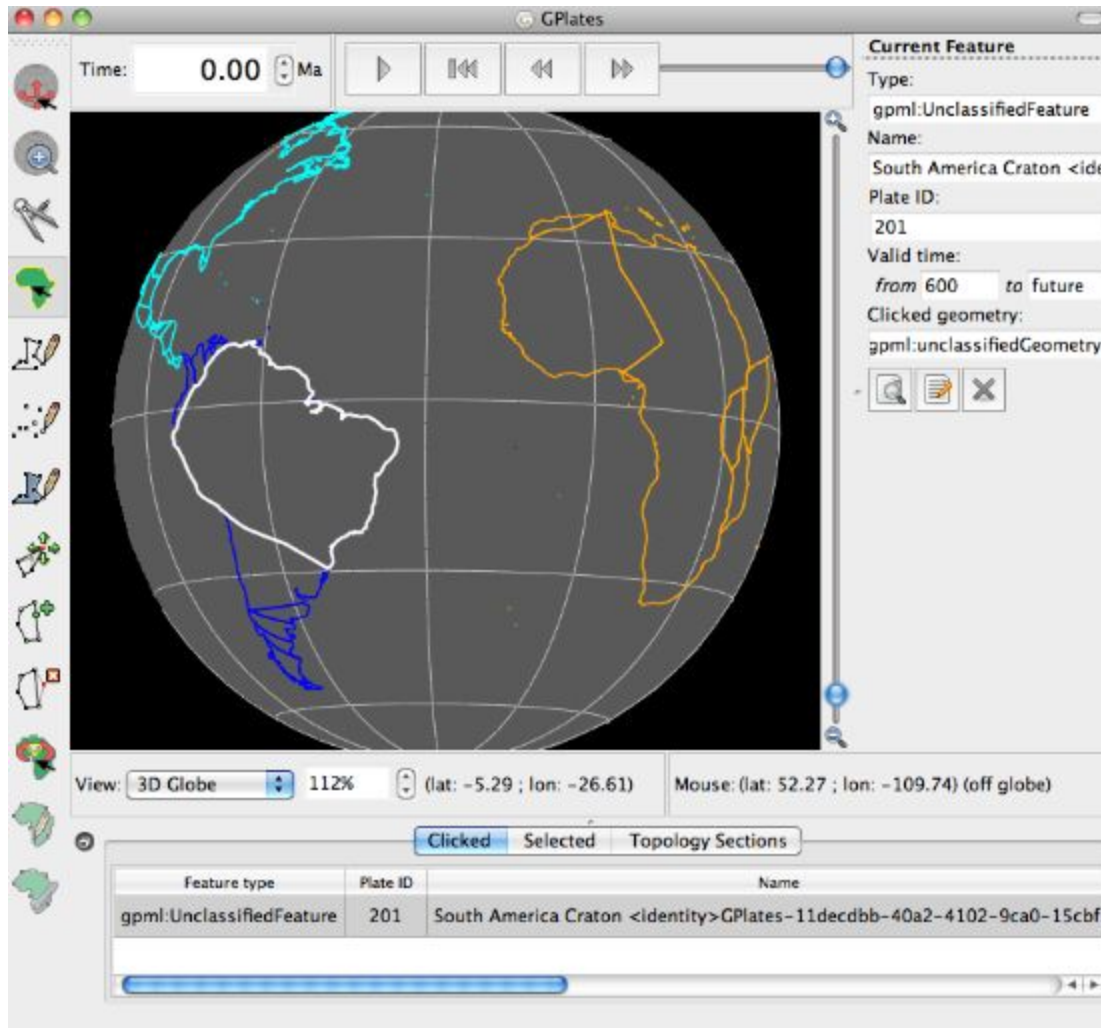 GPlates
Time: 0.00 Ma
Current Feature
Type:
gpml:UnclassifiedFeature
Name:
South America Craton <ide
Plate ID:
201
Valid time:
from 600 to future
Clicked geometry:
gpml:unclassifiedGeometry
View: 3D Globe 112% (lat: -5.29 ; lon: -26.61) Mouse: (lat: 52.27 ; lon: -109.74) (off globe)
Clicked Selected Topology Sections
Feature type Plate ID Name
gpml:UnclassifiedFeature 201 South America Craton <identity>GPlates-11decdbb-40a2-4102-9ca0-15cbf